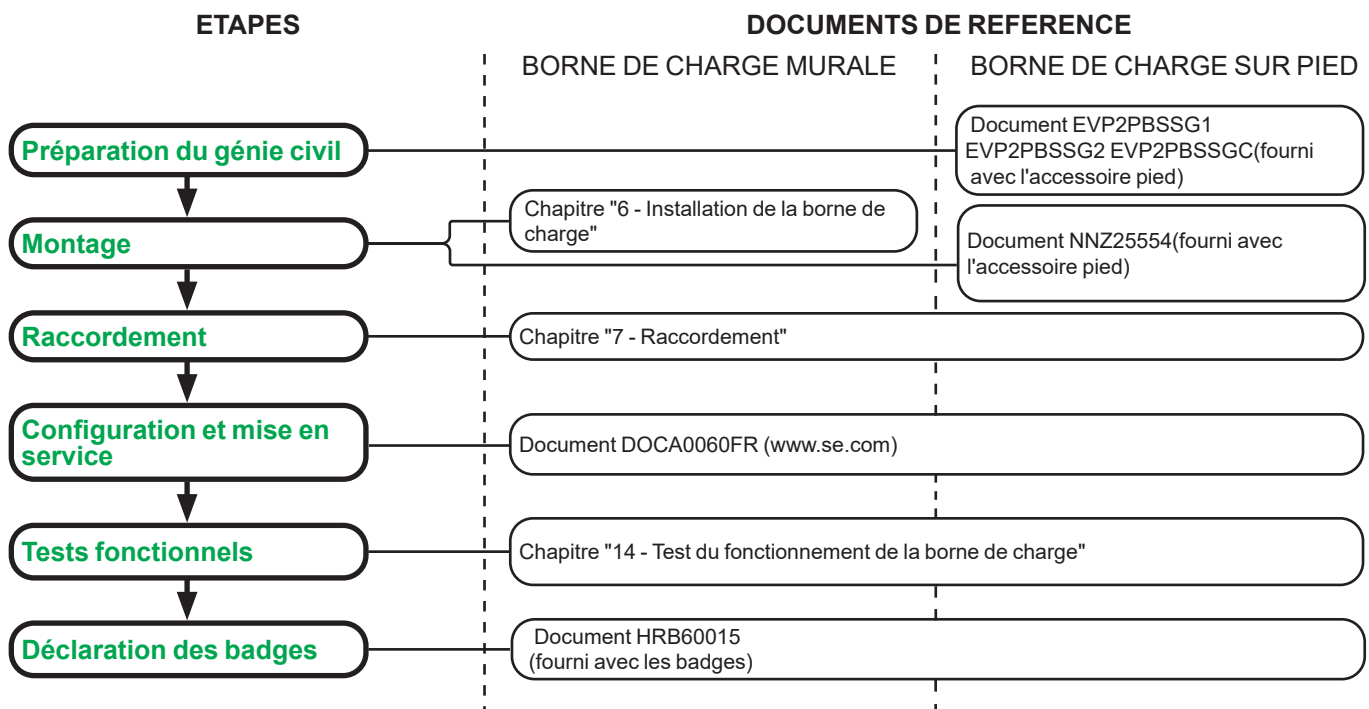 ETAPES
DOCUMENTS DE REFERENCE
BORNE DE CHARGE MURALE
BORNE DE CHARGE SUR PIED
Préparation du génie civil
Document EVP2PBSSG1
EVP2PBSSG2 EVP2PBSSGC(fourni
avec l'accessoire pied)
Montage
Chapitre "6 - Installation de la borne de
charge"
Document NNZ25554(fourni avec
l'accessoire pied)
Raccordement
Chapitre "7 - Raccordement"
Configuration et mise en
service
Document DOCA0060FR (www.se.com)
Tests fonctionnels
Chapitre "14 - Test du fonctionnement de la borne de charge"
Déclaration des badges
Document HRB60015
(fourni avec les badges)